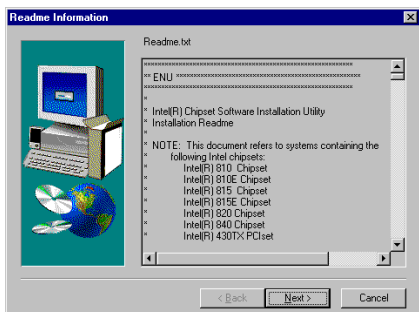 Readme Information
Readme.txt
** ENU **
*
* Intel(R) Chipset Software Installation Utility
* Installation Readme
*
* NOTE:  This document refers to systems containing the
* following Intel chipsets:
* Intel(R) 810  Chipset
* Intel(R) 810E Chipset
* Intel(R) 815  Chipset
* Intel(R) 815E Chipset
* Intel(R) 820 Chipset
* Intel(R) 840 Chipset
* Intel(R) 430TX PCIset
< Back
Next >
Cancel